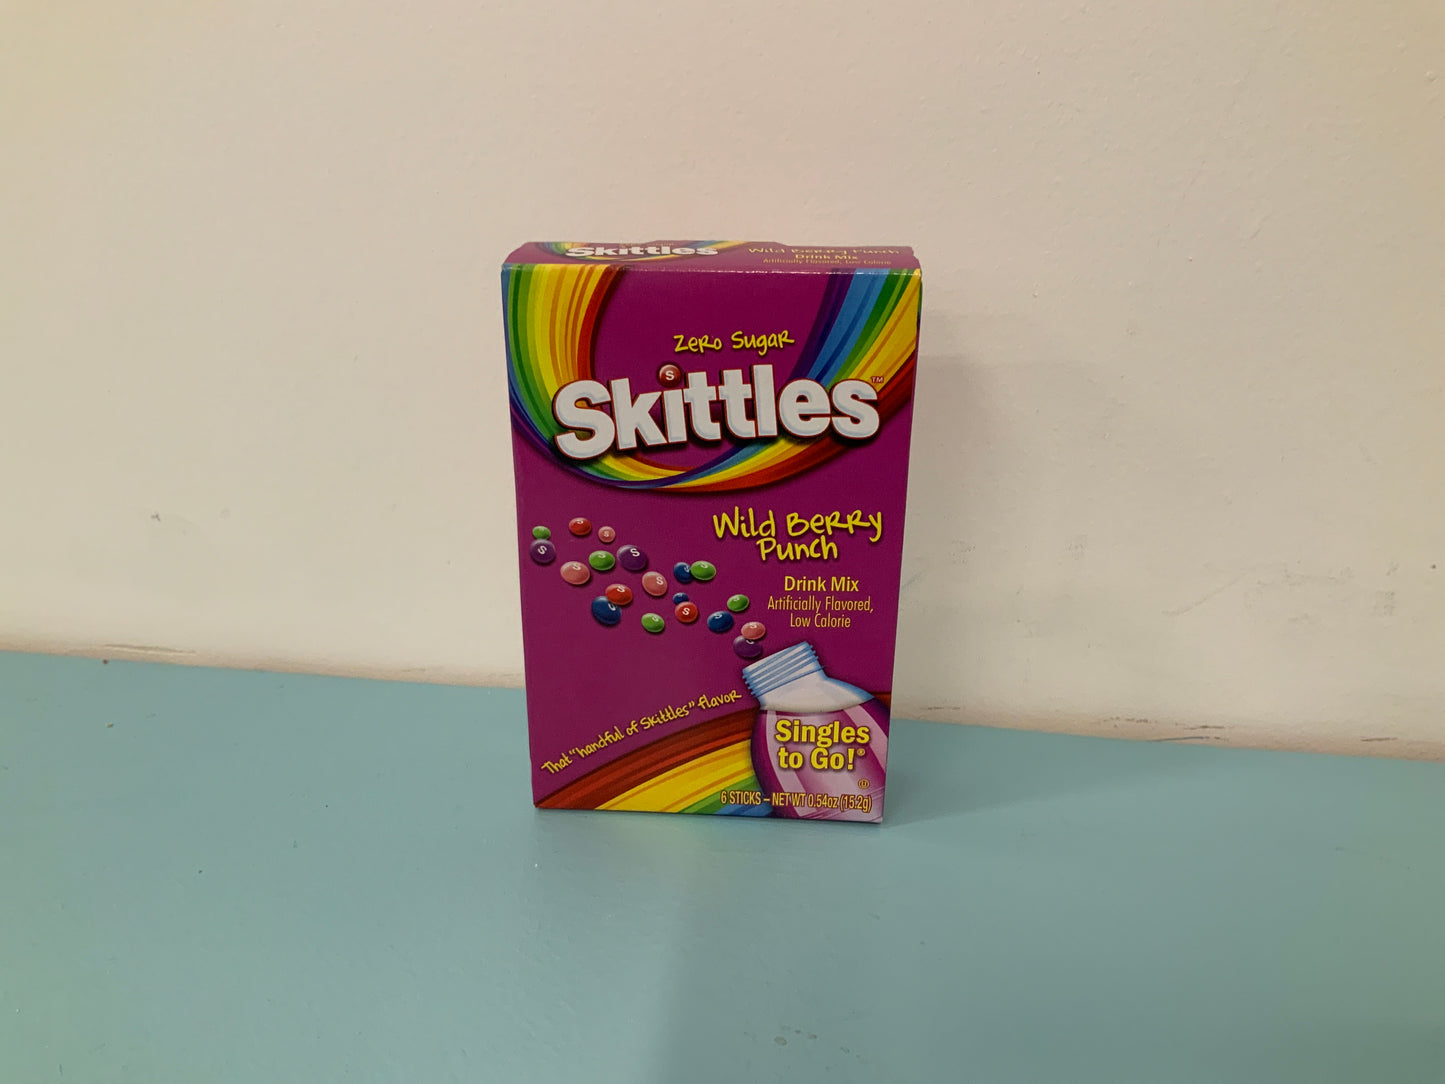 Skittles
Wild Berry Punch
Drink Mix
Artificially Flavored, Low Calorie
Zero Sugar
Skittles™
Wild Berry
Punch
Drink Mix
Artificially Flavored,
Low Calorie
That "handful of Skittles" flavor
Singles
to Go!®
6 STICKS – NET WT 0.54oz (15.2g)